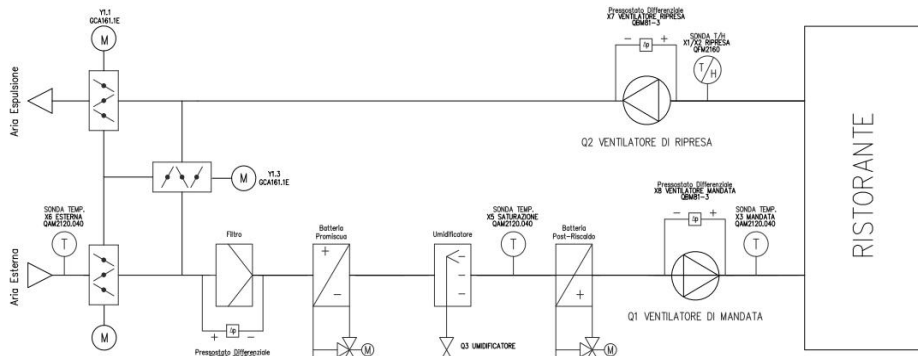 Y1.1
GCA161.1E
M
Aria Espulsione
Pressostato Differenziale
X7 VENTILATORE RIPRESA
QBM81-3
- Δp +
SONDA T/H
X1/X2 RIPRESA
QFM2160
T/H
Q2 VENTILATORE DI RIPRESA
RISTORANTE
Y1.3
GCA161.1E
M
SONDA TEMP.
X6 ESTERNA
QAM2120.040
T
Aria Esterna
M
Filtro
+ Δp -
Pressostato Differenziale
Batteria
Promiscua
+
-
M
Umidificatore
Q3 UMIDIFICATORE
SONDA TEMP.
X5 SATURAZIONE
QAM2120.040
T
Batteria
Post-Riscaldo
+
M
Pressostato Differenziale
X8 VENTILATORE MANDATA
QBM81-3
- Δp +
SONDA TEMP.
X3 MANDATA
QAM2120.040
T
Q1 VENTILATORE DI MANDATA